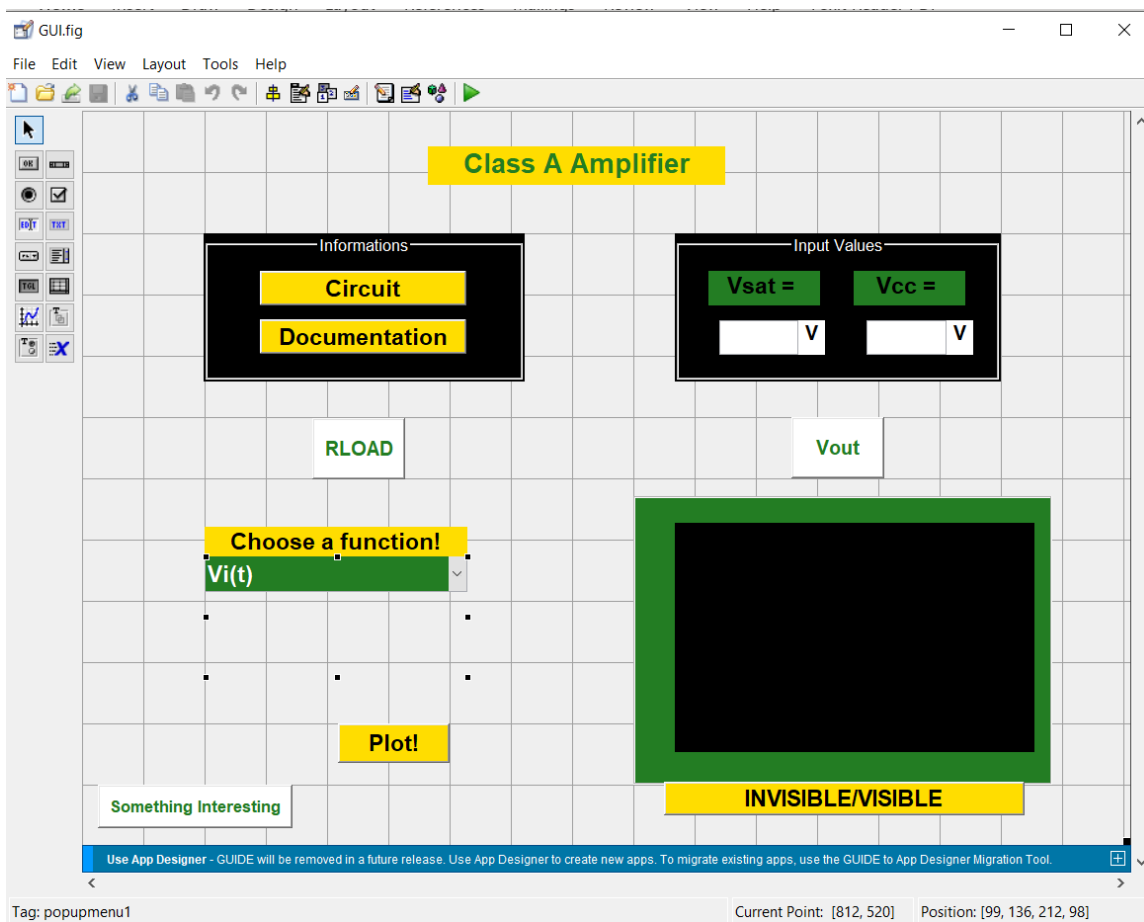 GUI.fig
File Edit View Layout Tools Help
Class A Amplifier
Informations
Input Values
Circuit
Documentation
Vsat =
Vcc =
V
V
RLOAD
Vout
Choose a function!
Vi(t)
Plot!
Something Interesting
INVISIBLE/VISIBLE
Use App Designer - GUIDE will be removed in a future release. Use App Designer to create new apps. To migrate existing apps, use the GUIDE to App Designer Migration Tool.
Tag: popupmenu1
Current Point: [812, 520]
Position: [99, 136, 212, 98]